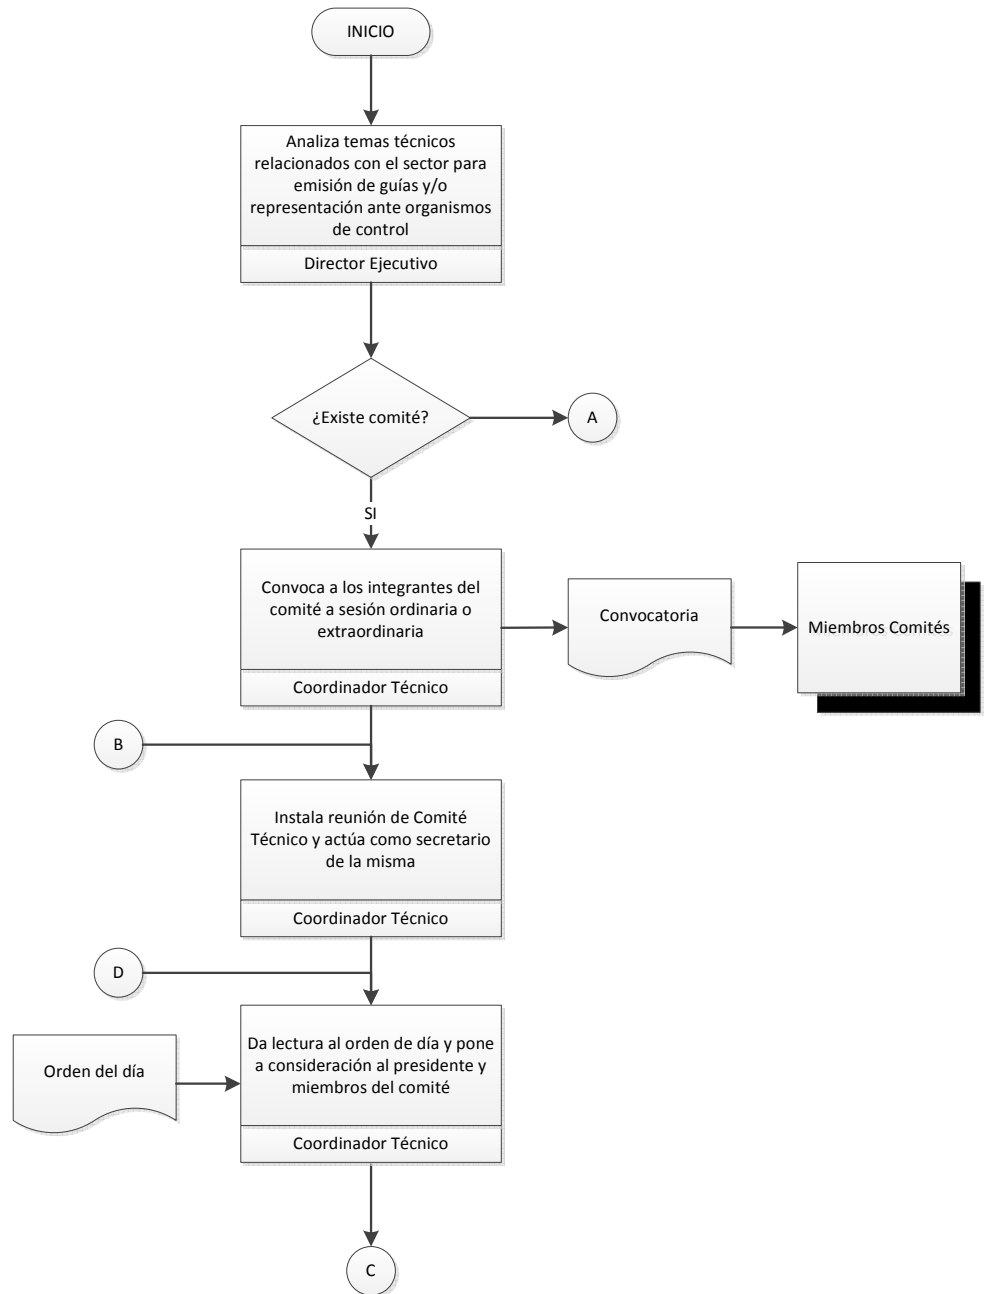 INICIO
Analiza temas técnicos
relacionados con el sector para
emisión de guías y/o
representación ante organismos
de control
Director Ejecutivo
¿Existe comité?
A
SI
Convoca a los integrantes del
comité a sesión ordinaria o
extraordinaria
Coordinador Técnico
Convocatoria
Miembros Comités
B
Instala reunión de Comité
Técnico y actúa como secretario
de la misma
Coordinador Técnico
D
Orden del día
Da lectura al orden de día y pone
a consideración al presidente y
miembros del comité
Coordinador Técnico
C